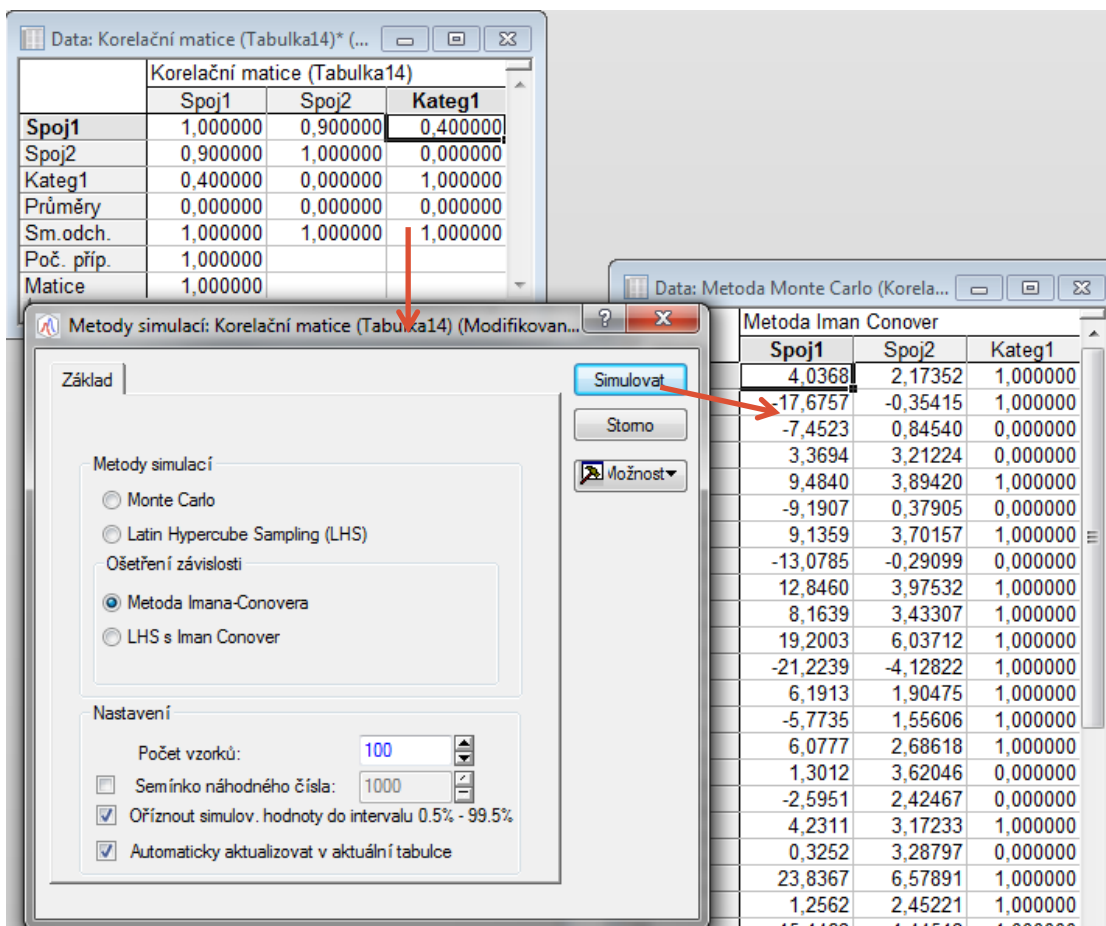 Data: Korelační matice (Tabulka14)* (...
Korelační matice (Tabulka14)
Spoj1 Spoj2 Kateg1
Spoj1 1,000000 0,900000 0,400000
Spoj2 0,900000 1,000000 0,000000
Kateg1 0,400000 0,000000 1,000000
Průměry 0,000000 0,000000 0,000000
Sm.odch. 1,000000 1,000000 1,000000
Poč. příp. 1,000000
Matice 1,000000
Metody simulací: Korelační matice (Tabulka14) (Modifikovan...
Základ
Simulovat
Storno
Možnost
Metody simulací
Monte Carlo
Latin Hypercube Sampling (LHS)
Ošetření závislosti
Metoda Imana-Conovera
LHS s Iman Conover
Nastavení
Počet vzorků: 100
Semínko náhodného čísla: 1000
Oříznout simulov. hodnoty do intervalu 0.5% - 99.5%
Automaticky aktualizovat v aktuální tabulce
Data: Metoda Monte Carlo (Korela...
Metoda Iman Conover
Spoj1 Spoj2 Kateg1
4,0368 2,17352 1,000000
-17,6757 -0,35415 1,000000
-7,4523 0,84540 0,000000
3,3694 3,21224 0,000000
9,4840 3,89420 1,000000
-9,1907 0,37905 0,000000
9,1359 3,70157 1,000000
-13,0785 -0,29099 0,000000
12,8460 3,97532 1,000000
8,1639 3,43307 1,000000
19,2003 6,03712 1,000000
-21,2239 -4,12822 1,000000
6,1913 1,90475 1,000000
-5,7735 1,55606 1,000000
6,0777 2,68618 1,000000
1,3012 3,62046 0,000000
-2,5951 2,42467 0,000000
4,2311 3,17233 1,000000
0,3252 3,28797 0,000000
23,8367 6,57891 1,000000
1,2562 2,45221 1,000000